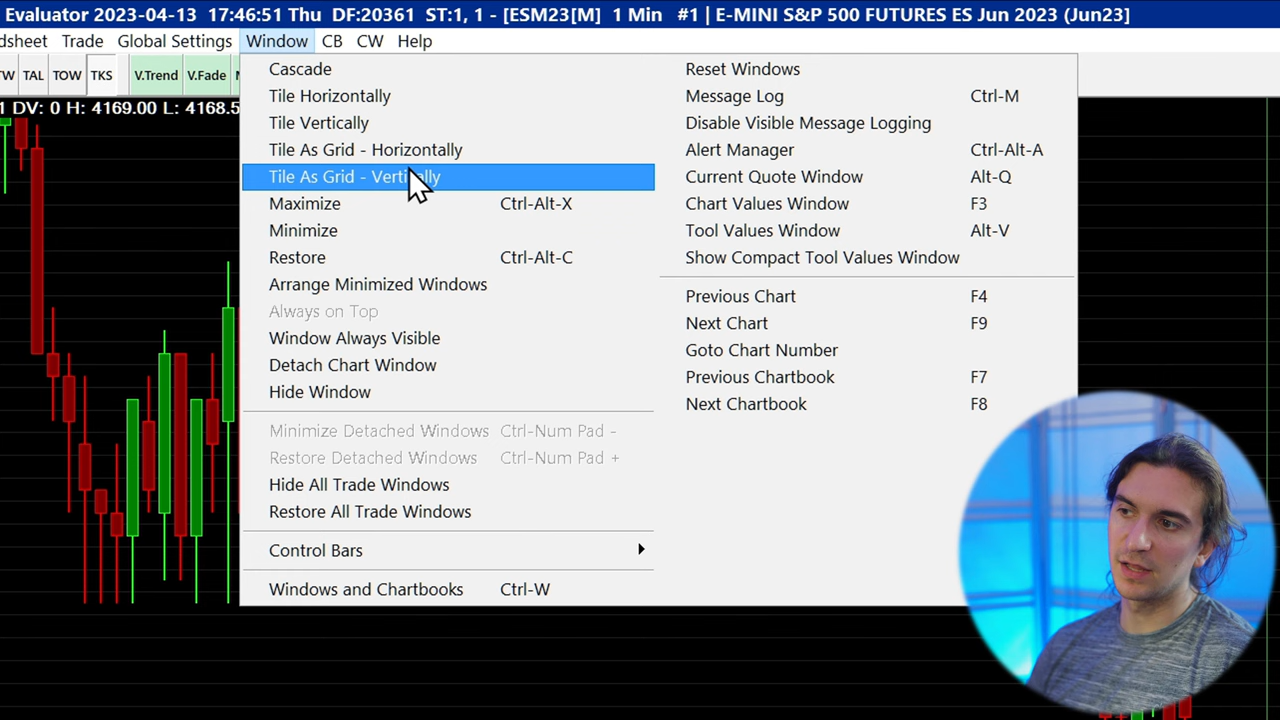 Evaluator 2023-04-13 17:46:51 Thu DF:20361 ST:1, 1 - [ESM23[M] 1 Min #1 | E-MINI S&P 500 FUTURES ES Jun 2023 (Jun23)]
dsheet Trade Global Settings Window CB CW Help
TW TAL TOW TKS V.Trend V.Fade
1 DV: 0 H: 4169.00 L: 4168.5
Cascade
Tile Horizontally
Tile Vertically
Tile As Grid - Horizontally
Tile As Grid - Vertically
Maximize Ctrl-Alt-X
Minimize
Restore Ctrl-Alt-C
Arrange Minimized Windows
Always on Top
Window Always Visible
Detach Chart Window
Hide Window
Minimize Detached Windows Ctrl-Num Pad -
Restore Detached Windows Ctrl-Num Pad +
Hide All Trade Windows
Restore All Trade Windows
Control Bars
Windows and Chartbooks Ctrl-W
Reset Windows
Message Log Ctrl-M
Disable Visible Message Logging
Alert Manager Ctrl-Alt-A
Current Quote Window Alt-Q
Chart Values Window F3
Tool Values Window Alt-V
Show Compact Tool Values Window
Previous Chart F4
Next Chart F9
Goto Chart Number
Previous Chartbook F7
Next Chartbook F8